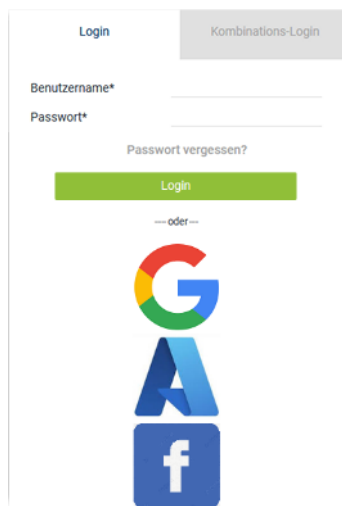 Login
Kombinations-Login
Benutzername*
Passwort*
Passwort vergessen?
Login
---oder---